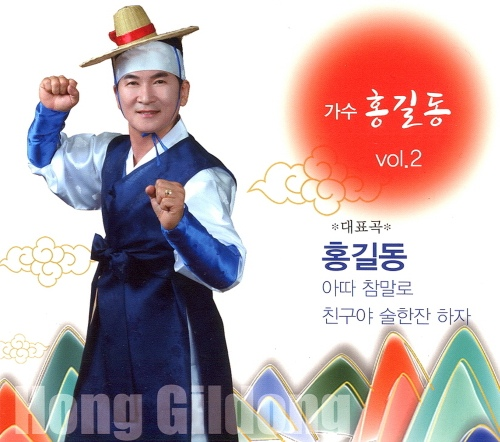 가수 홍길동
vol.2
*대표곡*
홍길동
아따 참말로
친구야 술한잔 하자
Hong Gildong